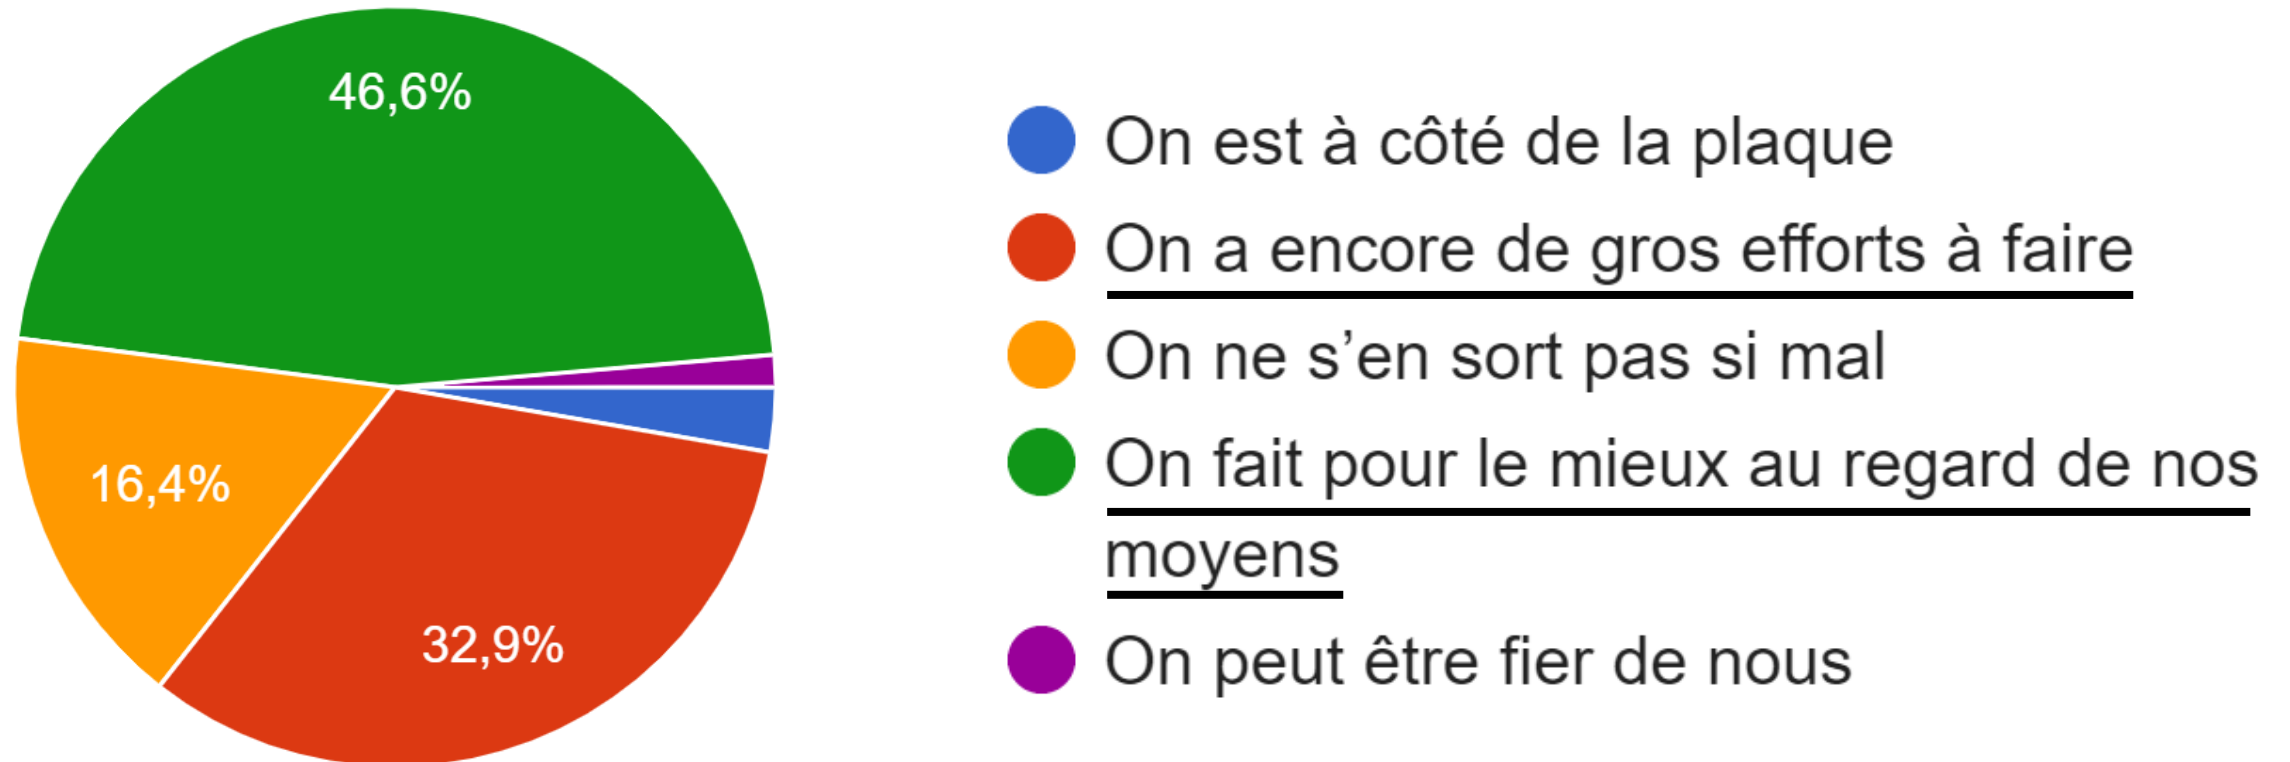 46,6%
16,4%
32,9%
On est à côté de la plaque
On a encore de gros efforts à faire
On ne s’en sort pas si mal
On fait pour le mieux au regard de nos
moyens
On peut être fier de nous